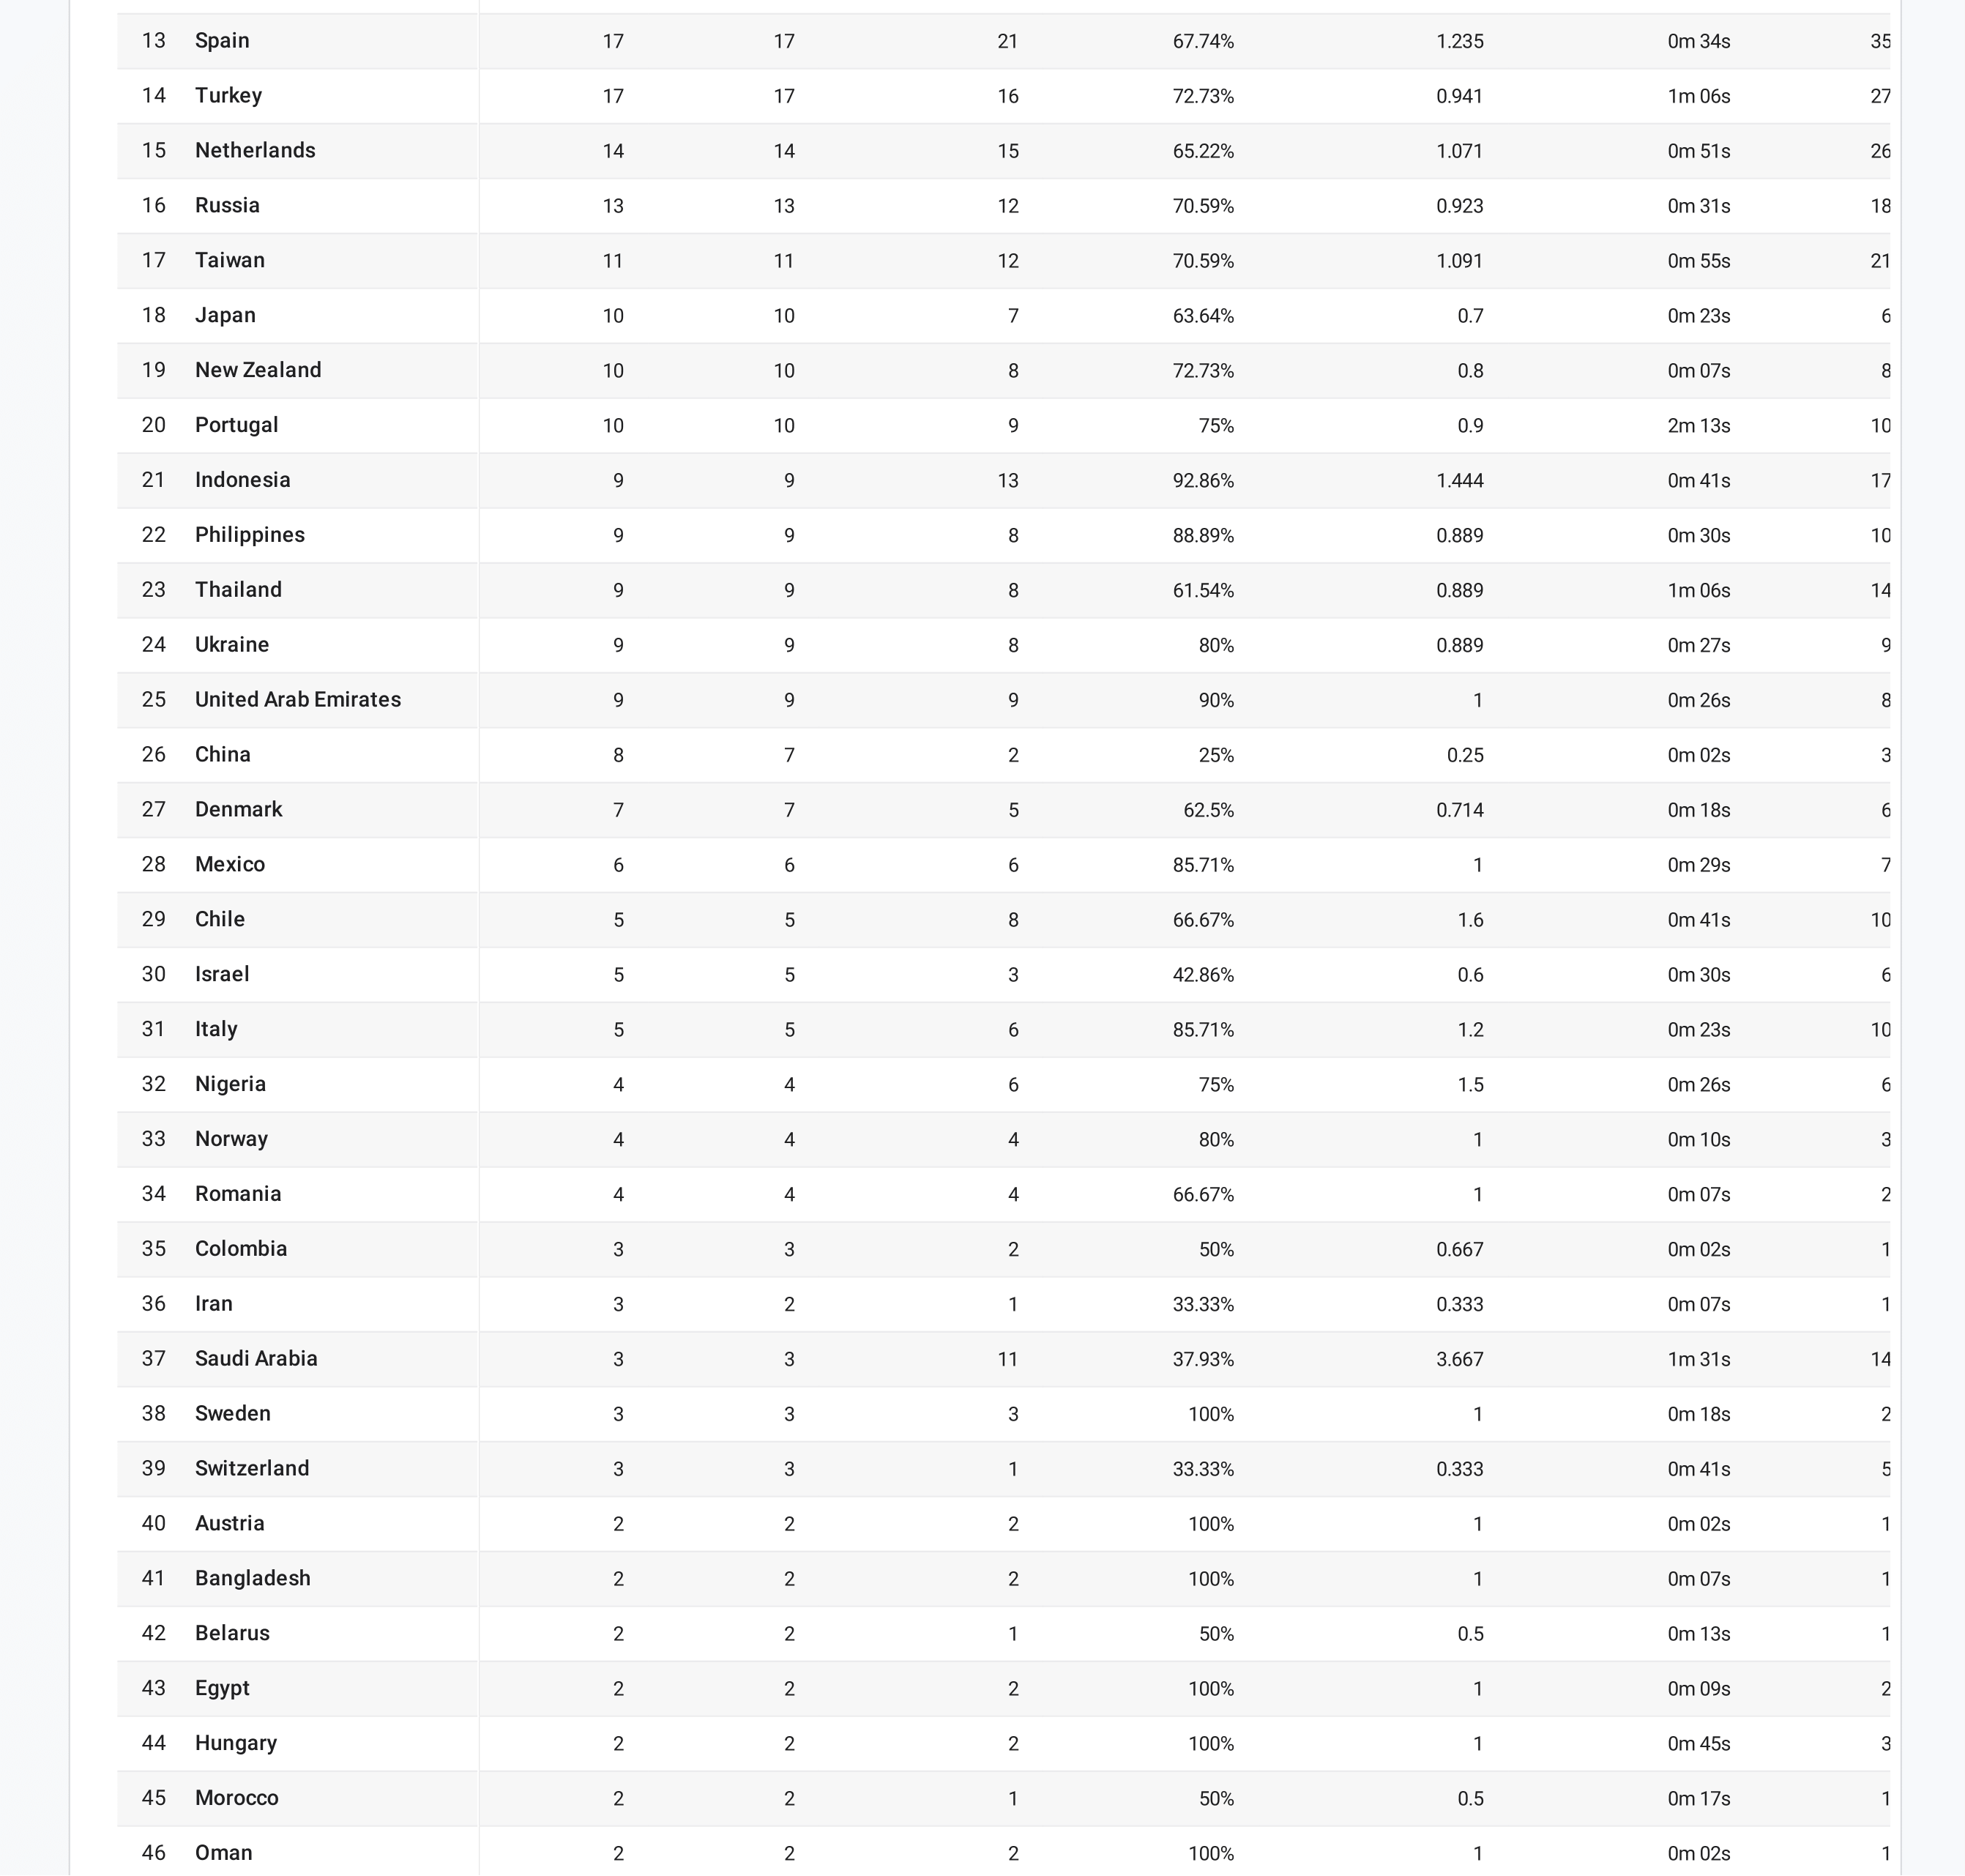 13 Spain 17 17 21 67.74% 1.235 0m 34s 35
14 Turkey 17 17 16 72.73% 0.941 1m 06s 27
15 Netherlands 14 14 15 65.22% 1.071 0m 51s 26
16 Russia 13 13 12 70.59% 0.923 0m 31s 18
17 Taiwan 11 11 12 70.59% 1.091 0m 55s 21
18 Japan 10 10 7 63.64% 0.7 0m 23s 6
19 New Zealand 10 10 8 72.73% 0.8 0m 07s 8
20 Portugal 10 10 9 75% 0.9 2m 13s 10
21 Indonesia 9 9 13 92.86% 1.444 0m 41s 17
22 Philippines 9 9 8 88.89% 0.889 0m 30s 10
23 Thailand 9 9 8 61.54% 0.889 1m 06s 14
24 Ukraine 9 9 8 80% 0.889 0m 27s 9
25 United Arab Emirates 9 9 9 90% 1 0m 26s 8
26 China 8 7 2 25% 0.25 0m 02s 3
27 Denmark 7 7 5 62.5% 0.714 0m 18s 6
28 Mexico 6 6 6 85.71% 1 0m 29s 7
29 Chile 5 5 8 66.67% 1.6 0m 41s 10
30 Israel 5 5 3 42.86% 0.6 0m 30s 6
31 Italy 5 5 6 85.71% 1.2 0m 23s 10
32 Nigeria 4 4 6 75% 1.5 0m 26s 6
33 Norway 4 4 4 80% 1 0m 10s 3
34 Romania 4 4 4 66.67% 1 0m 07s 2
35 Colombia 3 3 2 50% 0.667 0m 02s 1
36 Iran 3 2 1 33.33% 0.333 0m 07s 1
37 Saudi Arabia 3 3 11 37.93% 3.667 1m 31s 14
38 Sweden 3 3 3 100% 1 0m 18s 2
39 Switzerland 3 3 1 33.33% 0.333 0m 41s 5
40 Austria 2 2 2 100% 1 0m 02s 1
41 Bangladesh 2 2 2 100% 1 0m 07s 1
42 Belarus 2 2 1 50% 0.5 0m 13s 1
43 Egypt 2 2 2 100% 1 0m 09s 2
44 Hungary 2 2 2 100% 1 0m 45s 3
45 Morocco 2 2 1 50% 0.5 0m 17s 1
46 Oman 2 2 2 100% 1 0m 02s 1